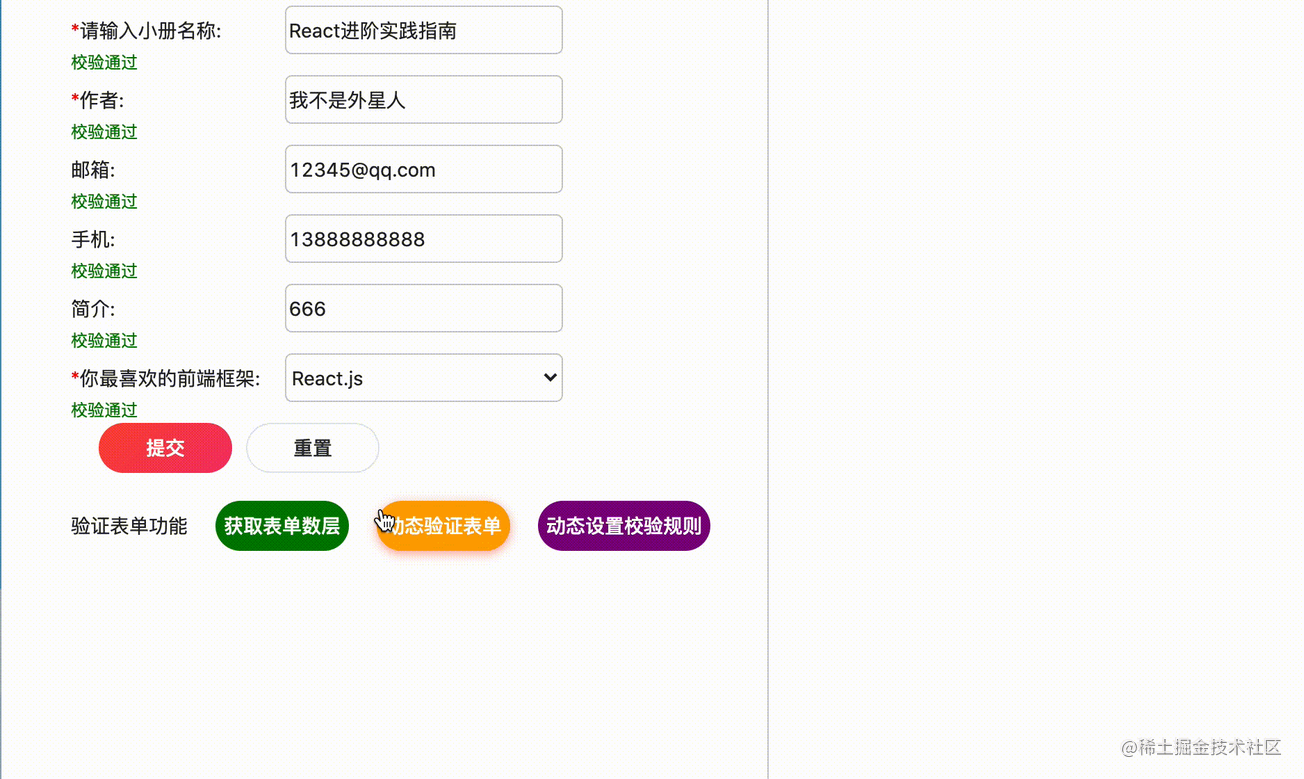 *请输入小册名称: React进阶实践指南
校验通过
*作者: 我不是外星人
校验通过
邮箱: 12345@qq.com
校验通过
手机: 13888888888
校验通过
简介: 666
校验通过
*你最喜欢的前端框架: React.js
校验通过
提交 重置
验证表单功能 获取表单数层 动态验证表单 动态设置校验规则
@稀土掘金技术社区